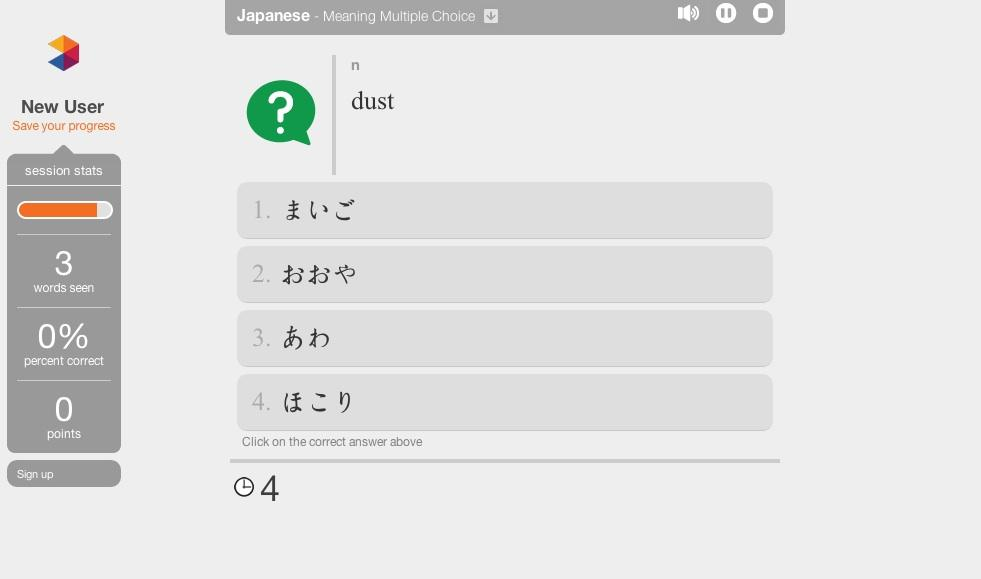 Japanese - Meaning Multiple Choice
New User
Save your progress
session stats
3
words seen
0%
percent correct
0
points
Sign up
n
dust
1. まいご
2. おおや
3. あわ
4. ほこり
Click on the correct answer above
4